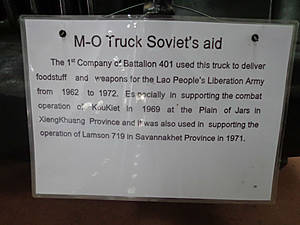 M-O Truck Soviet's aid
The 1st Company of Battalion 401 used this truck to deliver
foodstuff and weapons for the Lao People's Liberation Army
from 1962 to 1972. Es pecially in supporting the combat
operation of KouKiet in 1969 at the Plain of Jars in
XiengKhuang Province and it was also used in supporting the
operation of Lamson 719 in Savannakhet Province in 1971.